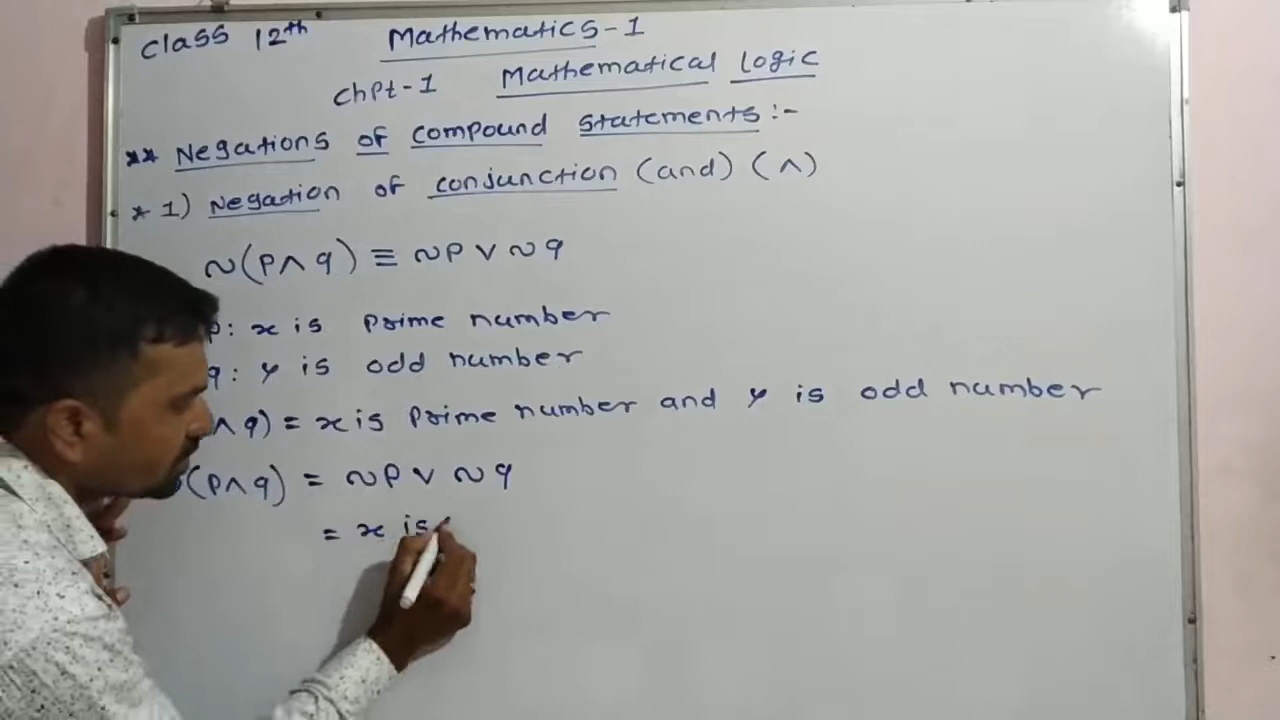 Class 12th Mathematics-1
Chpt-1 Mathematical Logic
** Negations of compound statements :-
* 1) Negation of conjunction (and) (∧)
~(P∧q) ≡ ~P∨~q
p: x is Prime number
q: y is odd number
∧q) = x is Prime number and y is odd number
(P∧q) = ~P∨~q
= x is